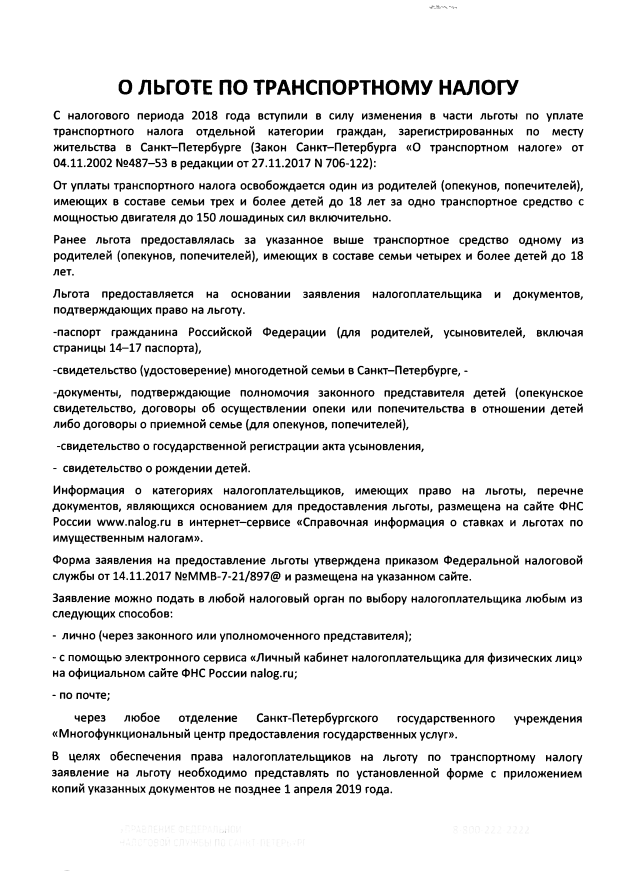 О ЛЬГОТЕ ПО ТРАНСПОРТНОМУ НАЛОГУ
С налогового периода 2018 года вступили в силу изменения в части льготы по уплате
транспортного налога отдельной категории граждан, зарегистрированных по месту
жительства в Санкт–Петербурге (Закон Санкт–Петербурга «О транспортном налоге» от
04.11.2002 №487–53 в редакции от 27.11.2017 N 706-122):
От уплаты транспортного налога освобождается один из родителей (опекунов, попечителей),
имеющих в составе семьи трех и более детей до 18 лет за одно транспортное средство с
мощностью двигателя до 150 лошадиных сил включительно.
Ранее льгота предоставлялась за указанное выше транспортное средство одному из
родителей (опекунов, попечителей), имеющих в составе семьи четырех и более детей до 18
лет.
Льгота предоставляется на основании заявления налогоплательщика и документов,
подтверждающих право на льготу.
-паспорт гражданина Российской Федерации (для родителей, усыновителей, включая
страницы 14–17 паспорта),
-свидетельство (удостоверение) многодетной семьи в Санкт–Петербурге, -
-документы, подтверждающие полномочия законного представителя детей (опекунское
свидетельство, договоры об осуществлении опеки или попечительства в отношении детей
либо договоры о приемной семье (для опекунов, попечителей),
-свидетельство о государственной регистрации акта усыновления,
- свидетельство о рождении детей.
Информация о категориях налогоплательщиков, имеющих право на льготы, перечне
документов, являющихся основанием для предоставления льготы, размещена на сайте ФНС
России www.nalog.ru в интернет–сервисе «Справочная информация о ставках и льготах по
имущественным налогам».
Форма заявления на предоставление льготы утверждена приказом Федеральной налоговой
службы от 14.11.2017 №ММВ-7-21/897@ и размещена на указанном сайте.
Заявление можно подать в любой налоговый орган по выбору налогоплательщика любым из
следующих способов:
- лично (через законного или уполномоченного представителя);
- с помощью электронного сервиса «Личный кабинет налогоплательщика для физических лиц»
на официальном сайте ФНС России nalog.ru;
- по почте;
через любое отделение Санкт-Петербургского государственного учреждения
«Многофункциональный центр предоставления государственных услуг».
В целях обеспечения права налогоплательщиков на льготу по транспортному налогу
заявление на льготу необходимо представлять по установленной форме с приложением
копий указанных документов не позднее 1 апреля 2019 года.
УПРАВЛЕНИЕ ФЕДЕРАЛЬНОЙ
НАЛОГОВОЙ СЛУЖБЫ ПО САНКТ-ПЕТЕРБУРГУ
8-800-222-2222